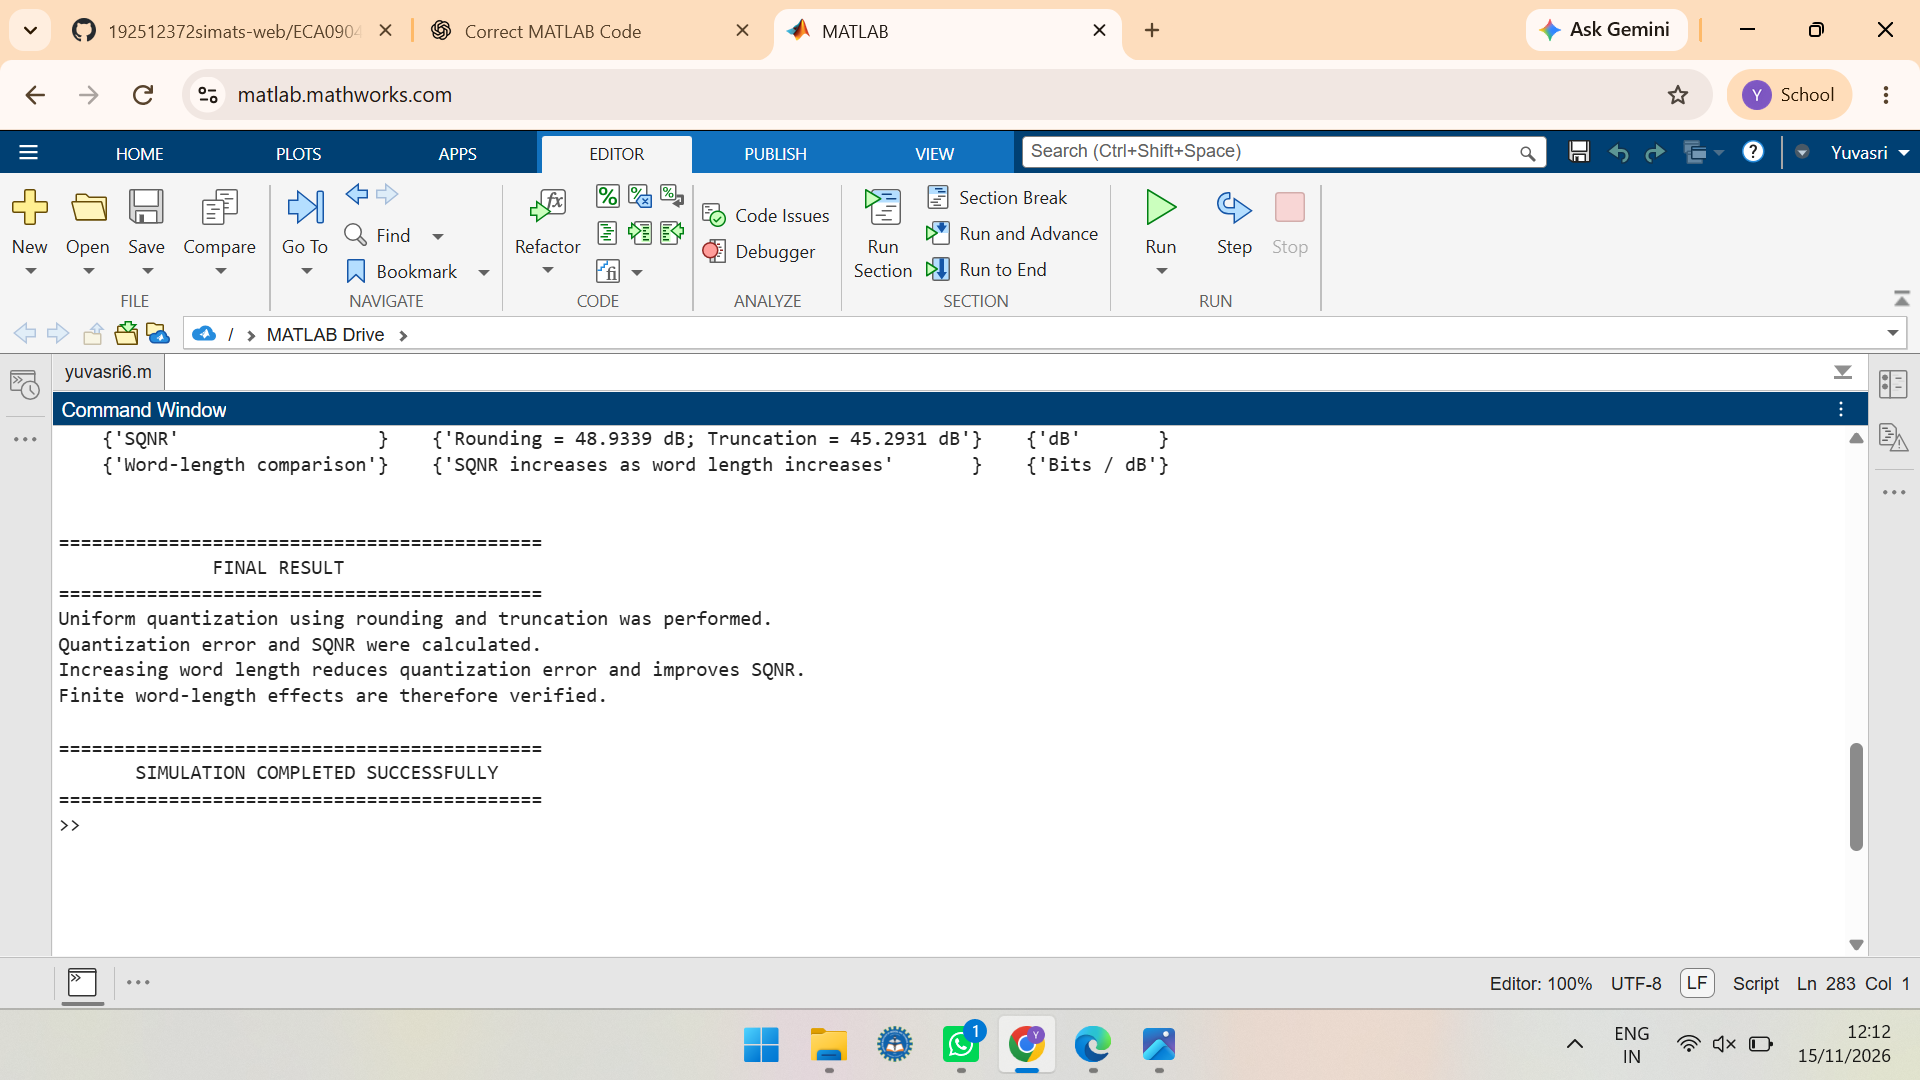 192512372simats-web/ECA0904
Correct MATLAB Code
MATLAB
Ask Gemini
matlab.mathworks.com
Y School
HOME
PLOTS
APPS
EDITOR
PUBLISH
VIEW
Search (Ctrl+Shift+Space)
Yuvasri
New
Open
Save
Compare
Go To
Find
Bookmark
Refactor
Code Issues
Debugger
Run Section
Section Break
Run and Advance
Run to End
Run
Step
Stop
FILE
NAVIGATE
CODE
ANALYZE
SECTION
RUN
/ > MATLAB Drive >
yuvasri6.m
Command Window
{'SQNR'                  }    {'Rounding = 48.9339 dB; Truncation = 45.2931 dB'}    {'dB'       }
{'Word-length comparison'}    {'SQNR increases as word length increases'       }    {'Bits / dB'}
============================================
FINAL RESULT
============================================
Uniform quantization using rounding and truncation was performed.
Quantization error and SQNR were calculated.
Increasing word length reduces quantization error and improves SQNR.
Finite word-length effects are therefore verified.
============================================
SIMULATION COMPLETED SUCCESSFULLY
============================================
>>
Editor: 100% UTF-8 LF Script Ln 283 Col 1
1
Y
ENG
IN
12:12
15/11/2026